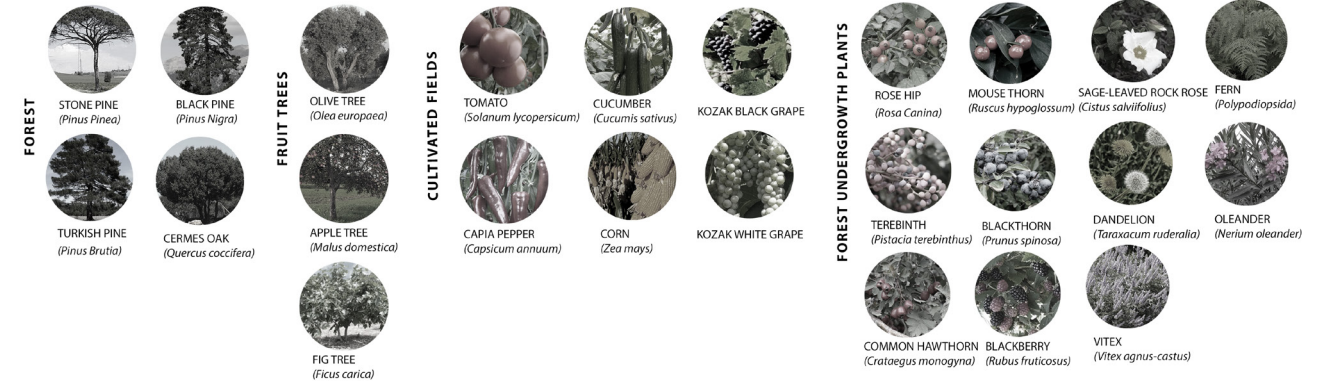 FOREST
STONE PINE
(Pinus Pinea)
BLACK PINE
(Pinus Nigra)
TURKISH PINE
(Pinus Brutia)
CERMES OAK
(Quercus coccifera)
FRUIT TREES
OLIVE TREE
(Olea europaea)
APPLE TREE
(Malus domestica)
FIG TREE
(Ficus carica)
CULTIVATED FIELDS
TOMATO
(Solanum lycopersicum)
CUCUMBER
(Cucumis sativus)
KOZAK BLACK GRAPE
CAPIA PEPPER
(Capsicum annuum)
CORN
(Zea mays)
KOZAK WHITE GRAPE
FOREST UNDERGROWTH PLANTS
ROSE HIP
(Rosa Canina)
MOUSE THORN
(Ruscus hypoglossum)
SAGE-LEAVED ROCK ROSE
(Cistus salviifolius)
FERN
(Polypodiopsida)
TEREBINTH
(Pistacia terebinthus)
BLACKTHORN
(Prunus spinosa)
DANDELION
(Taraxacum ruderalia)
OLEANDER
(Nerium oleander)
COMMON HAWTHORN
(Crataegus monogyna)
BLACKBERRY
(Rubus fruticosus)
VITEX
(Vitex agnus-castus)